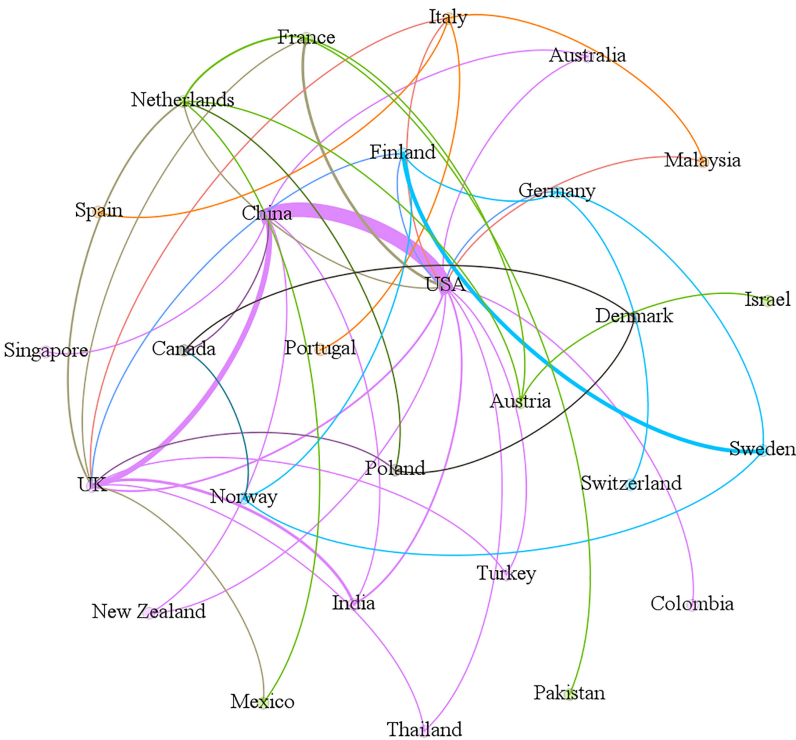 Italy
France
Australia
Netherlands
Finland
Malaysia
Germany
Spain
China
USA
Israel
Denmark
Singapore
Canada
Portugal
Austria
Sweden
Poland
UK
Norway
Switzerland
Turkey
New Zealand
India
Colombia
Mexico
Pakistan
Thailand